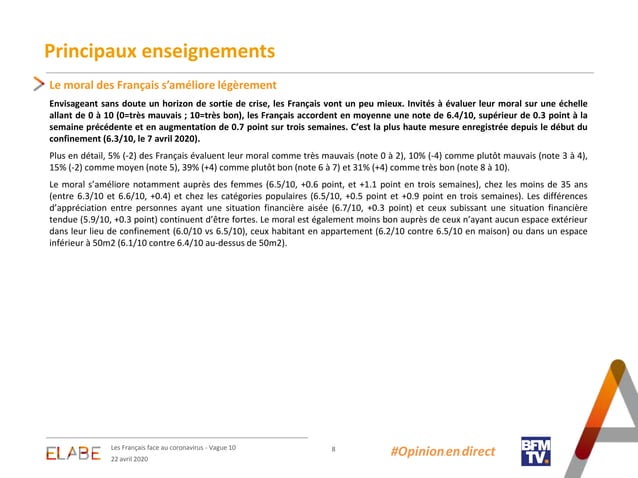 Principaux enseignements
Le moral des Français s’améliore légèrement
Envisageant sans doute un horizon de sortie de crise, les Français vont un peu mieux. Invités à évaluer leur moral sur une échelle
allant de 0 à 10 (0=très mauvais ; 10=très bon), les Français accordent en moyenne une note de 6.4/10, supérieur de 0.3 point à la
semaine précédente et en augmentation de 0.7 point sur trois semaines. C’est la plus haute mesure enregistrée depuis le début du
confinement (6.3/10, le 7 avril 2020).
Plus en détail, 5% (-2) des Français évaluent leur moral comme très mauvais (note 0 à 2), 10% (-4) comme plutôt mauvais (note 3 à 4),
15% (-2) comme moyen (note 5), 39% (+4) comme plutôt bon (note 6 à 7) et 31% (+4) comme très bon (note 8 à 10).
Le moral s’améliore notamment auprès des femmes (6.5/10, +0.6 point, et +1.1 point en trois semaines), chez les moins de 35 ans
(entre 6.3/10 et 6.6/10, +0.4) et chez les catégories populaires (6.5/10, +0.5 point et +0.9 point en trois semaines). Les différences
d’appréciation entre personnes ayant une situation financière aisée (6.7/10, +0.3 point) et ceux subissant une situation financière
tendue (5.9/10, +0.3 point) continuent d’être fortes. Le moral est également moins bon auprès de ceux n’ayant aucun espace extérieur
dans leur lieu de confinement (6.0/10 vs 6.5/10), ceux habitant en appartement (6.2/10 contre 6.5/10 en maison) ou dans un espace
inférieur à 50m2 (6.1/10 contre 6.4/10 au-dessus de 50m2).
ELABE
Les Français face au coronavirus - Vague 10
22 avril 2020
8
#Opinion en direct
BFM
TV.